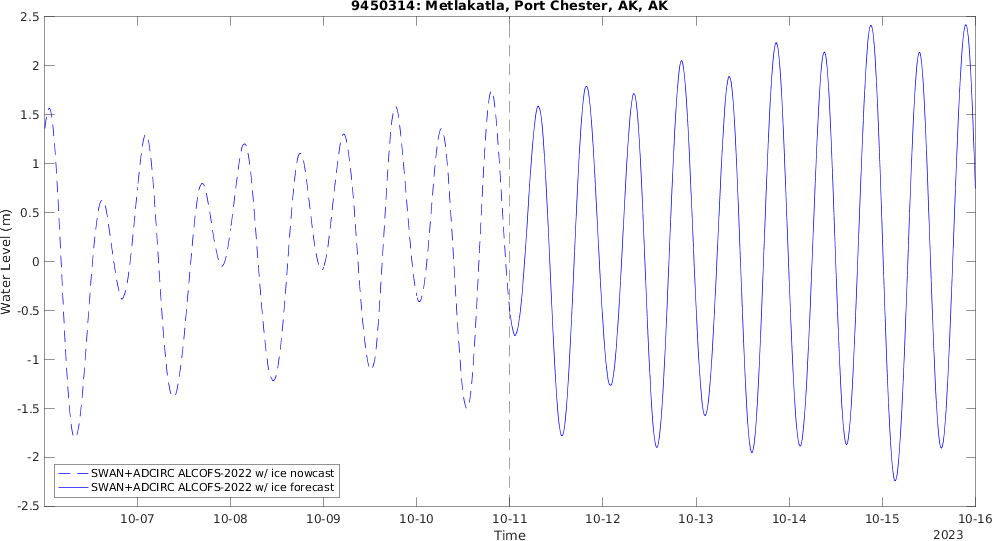 9450314: Metlakatla, Port Chester, AK, AK
2.5
2
1.5
1
0.5
0
-0.5
-1
-1.5
-2
-2.5
Water Level (m)
SWAN+ADCIRC ALCOFS-2022 w/ ice nowcast
SWAN+ADCIRC ALCOFS-2022 w/ ice forecast
10-07 10-08 10-09 10-10 10-11 10-12 10-13 10-14 10-15 10-16
Time
2023